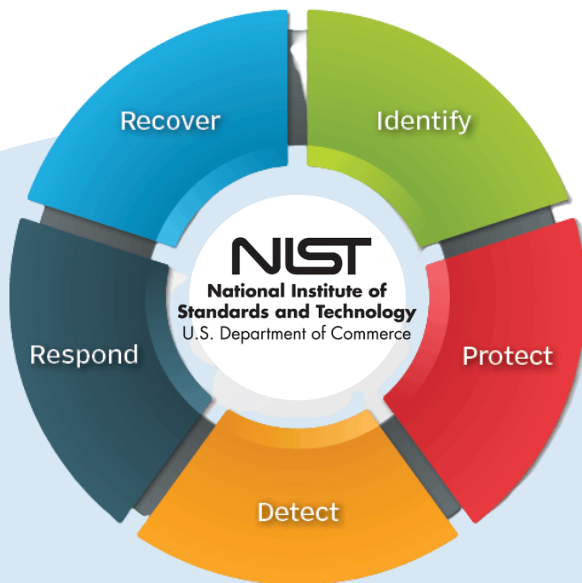 Recover
Identify
NIST
National Institute of
Standards and Technology
U.S. Department of Commerce
Respond
Protect
Detect